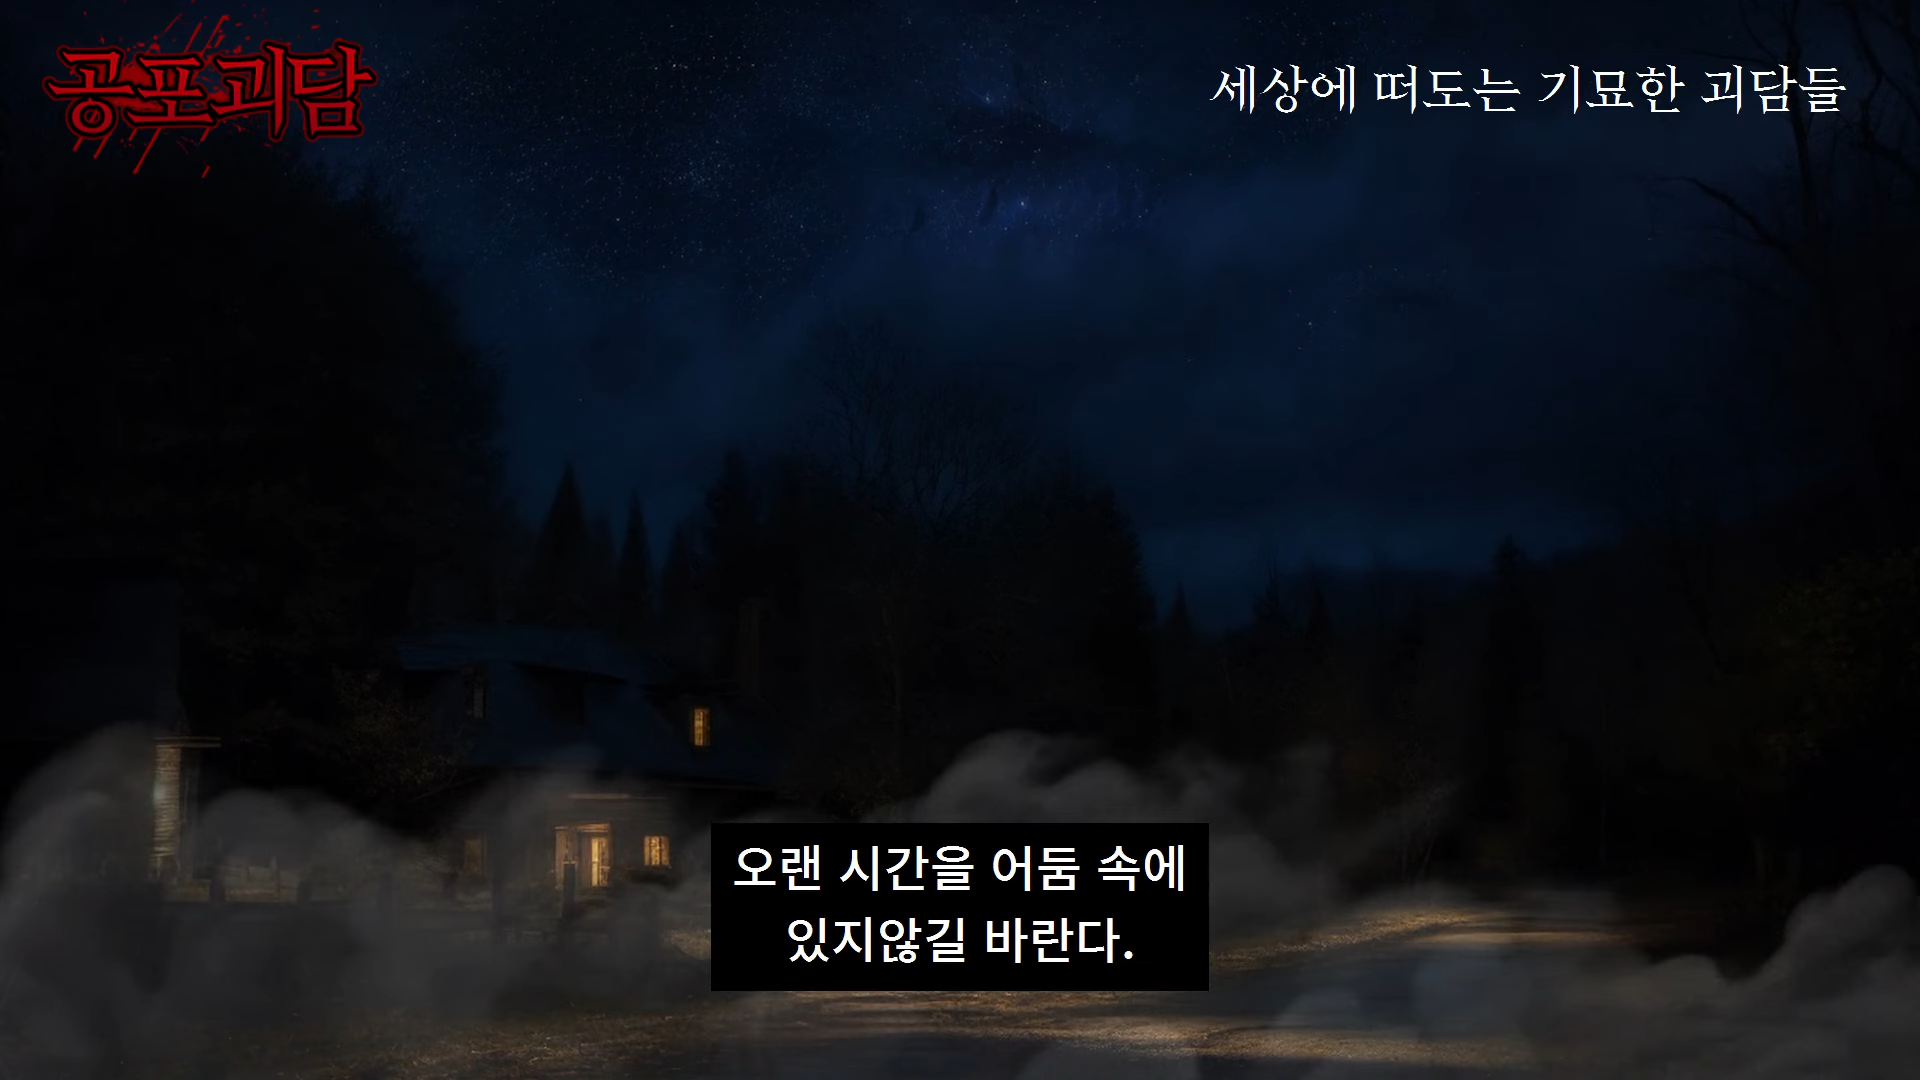 공포괴담
세상에 떠도는 기묘한 괴담들
오랜 시간을 어둠 속에
있지않길 바란다.